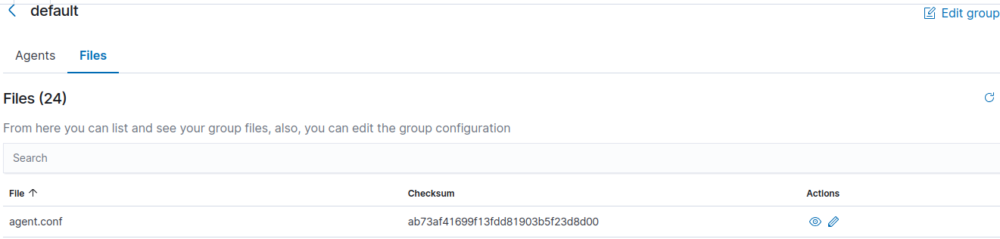 default
Edit group
Agents Files
Files (24)
From here you can list and see your group files, also, you can edit the group configuration
Search
File Checksum Actions
agent.conf ab73af41699f13fdd81903b5f23d8d00